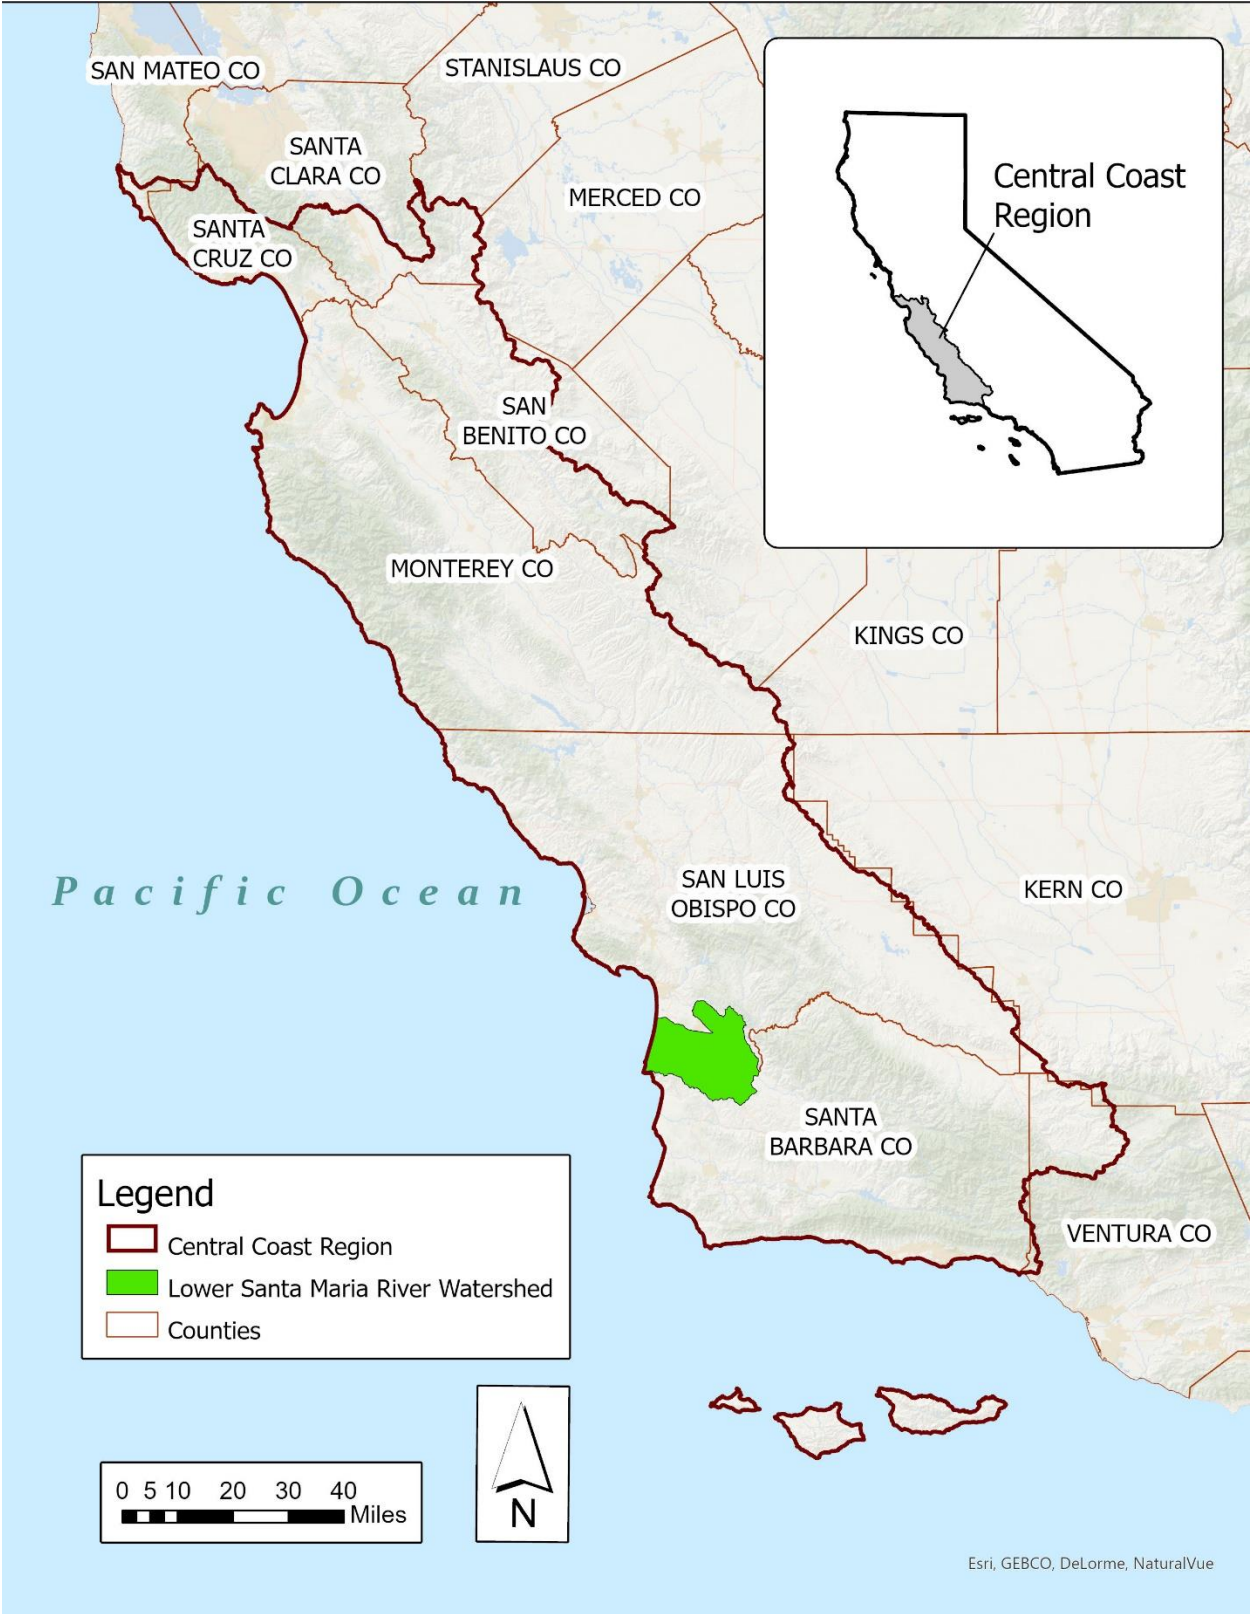 SAN MATEO CO
STANISLAUS CO
SANTA
CLARA CO
MERCED CO
SANTA
CRUZ CO
Central Coast
Region
SAN
BENITO CO
MONTEREY CO
KINGS CO
Pacific Ocean
SAN LUIS
OBISPO CO
KERN CO
SANTA
BARBARA CO
VENTURA CO
Legend
Central Coast Region
Lower Santa Maria River Watershed
Counties
0 5 10 20 30 40
Miles
N
Esri, GEBCO, DeLorme, NaturalVue